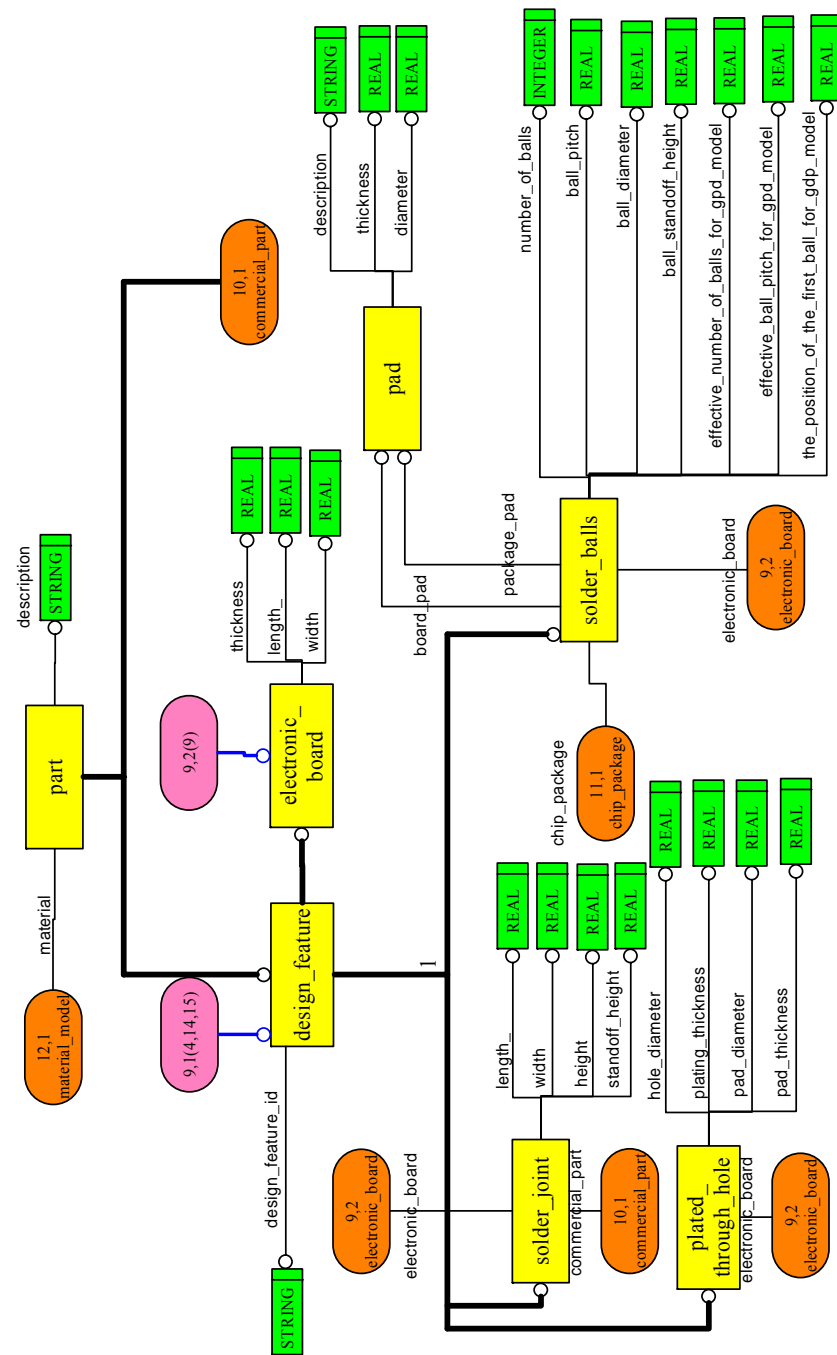 12,1
material_model
material
part
description
STRING
10,1
commercial_part
9,1(4,14,15)
STRING
design_feature_id
design_feature
9,2(9)
electronic_
board
thickness
length_
width
REAL
REAL
REAL
description
thickness
diameter
STRING
REAL
REAL
pad
1
9,2
electronic_board
electronic_board
solder_joint
commercial_part
10,1
commercial_part
length_
width
height
standoff_height
REAL
REAL
REAL
REAL
chip_package
11,1
chip_package
board_pad
package_pad
solder_balls
electronic_board
9,2
electronic_board
number_of_balls
ball_pitch
ball_diameter
ball_standoff_height
effective_number_of_balls_for_gpd_model
effective_ball_pitch_for_gpd_model
the_position_of_the_first_ball_for_gdp_model
INTEGER
REAL
REAL
REAL
REAL
REAL
REAL
plated_
through_hole
electronic_board
9,2
electronic_board
hole_diameter
plating_thickness
pad_diameter
pad_thickness
REAL
REAL
REAL
REAL